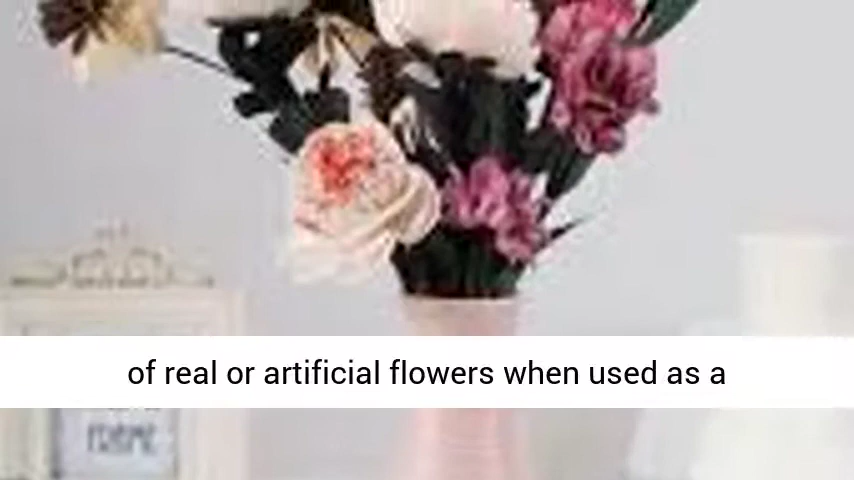 of real or artificial flowers when used as a